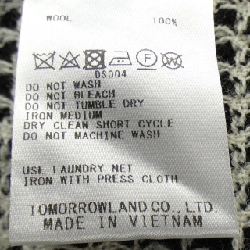 WOOL 100%
DS004
DO NOT WASH
DO NOT BLEACH
DO NOT TUMBLE DRY
IRON MEDIUM
DRY CLEAN SHORT CYCLE
DO NOT MACHINE WASH
USE LAUNDRY NET
IRON WITH PRESS CLOTH
TOMORROWLAND CO., LTD
MADE IN VIETNAM